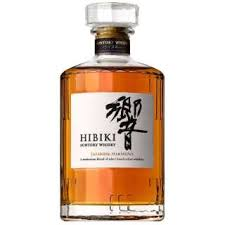 響
HIBIKI
SUNTORY WHISKY
JAPANESE HARMONY